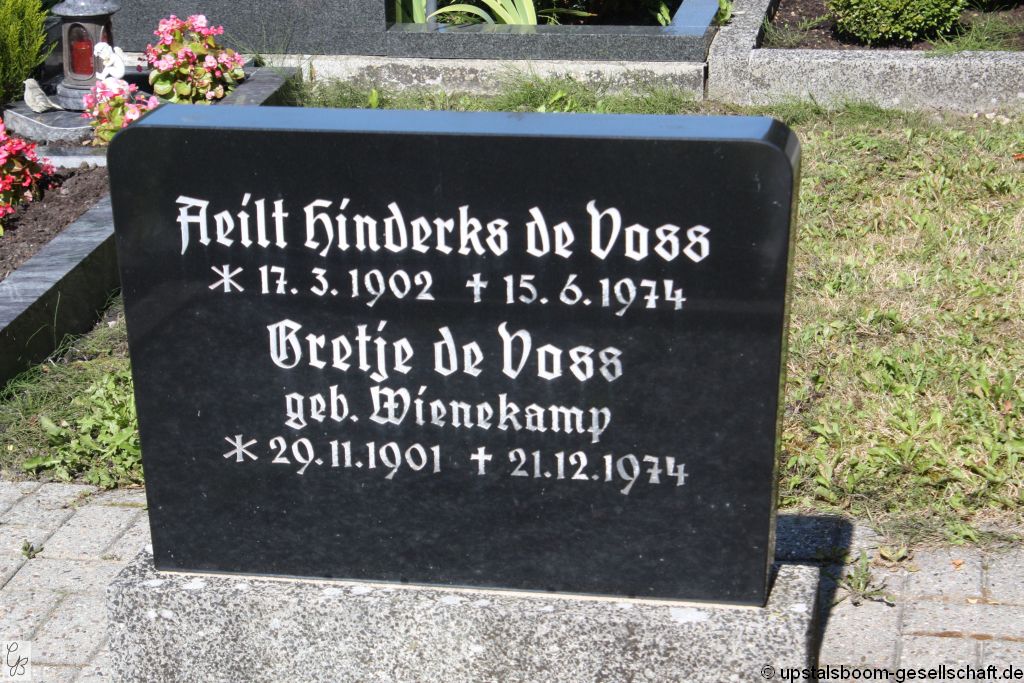 Aeilt Hinderks de Voss
* 17. 3. 1902 † 15. 6. 1974
Gretje de Voss
geb. Wienekamp
* 29. 11. 1901 † 21. 12. 1974
© upstalsboom-gesellschaft.de